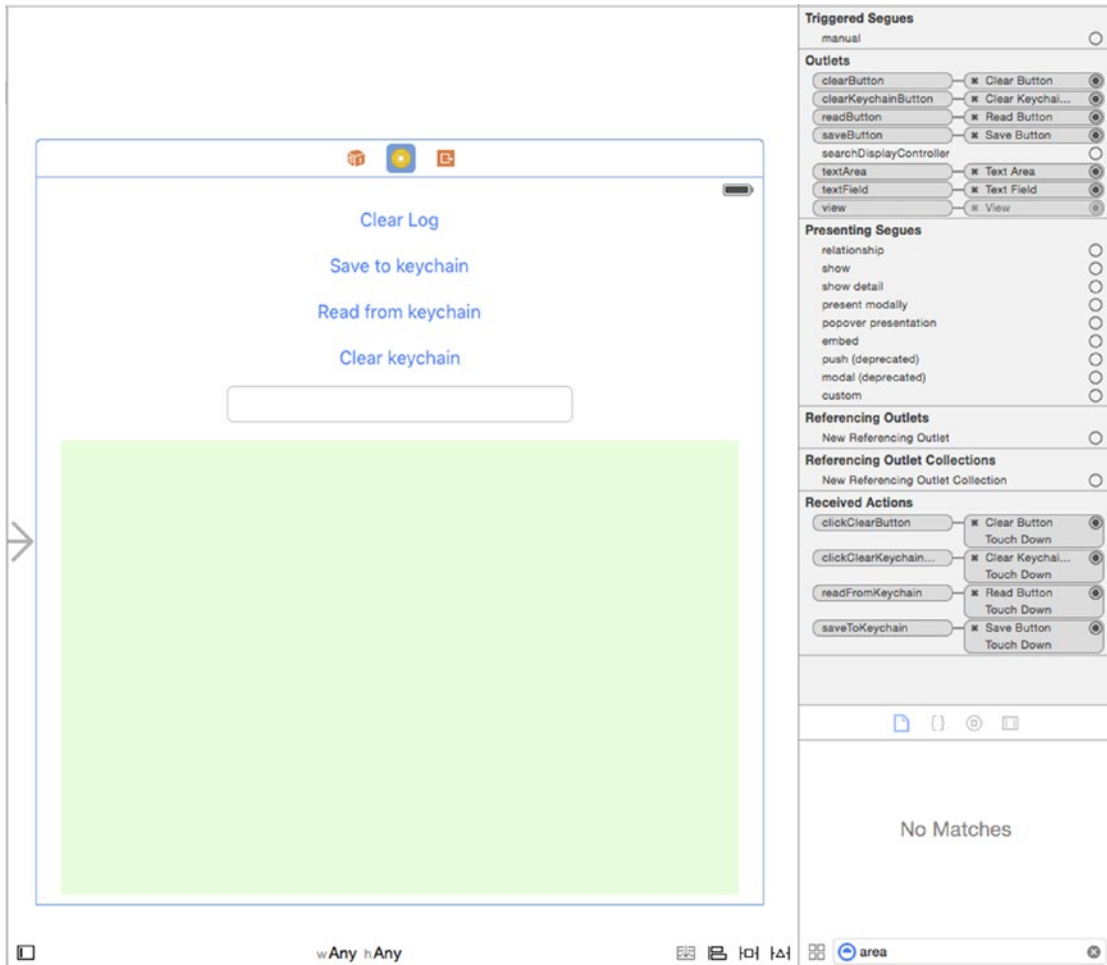 Clear Log
Save to keychain
Read from keychain
Clear keychain
wAny hAny
Triggered Segues
manual
Outlets
clearButton Clear Button
clearKeychainButton Clear Keychai...
readButton Read Button
saveButton Save Button
searchDisplayController
textArea Text Area
textField Text Field
view View
Presenting Segues
relationship
show
show detail
present modally
popover presentation
embed
push (deprecated)
modal (deprecated)
custom
Referencing Outlets
New Referencing Outlet
Referencing Outlet Collections
New Referencing Outlet Collection
Received Actions
clickClearButton Clear Button
Touch Down
clickClearKeychain... Clear Keychai...
Touch Down
readFromKeychain Read Button
Touch Down
saveToKeychain Save Button
Touch Down
No Matches
area